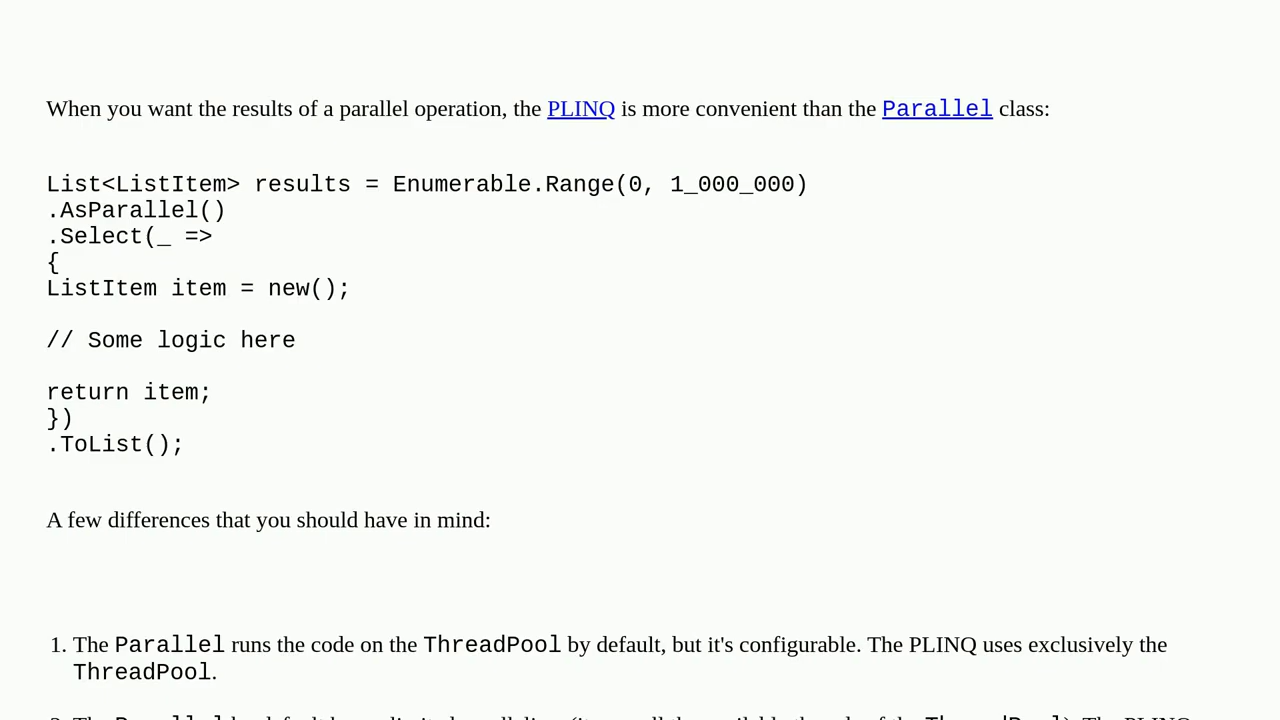 When you want the results of a parallel operation, the PLINQ is more convenient than the Parallel class:
List<ListItem> results = Enumerable.Range(0, 1_000_000)
.AsParallel()
.Select(_ =>
{
ListItem item = new();
// Some logic here
return item;
})
.ToList();
A few differences that you should have in mind:
1. The Parallel runs the code on the ThreadPool by default, but it's configurable. The PLINQ uses exclusively the
ThreadPool.